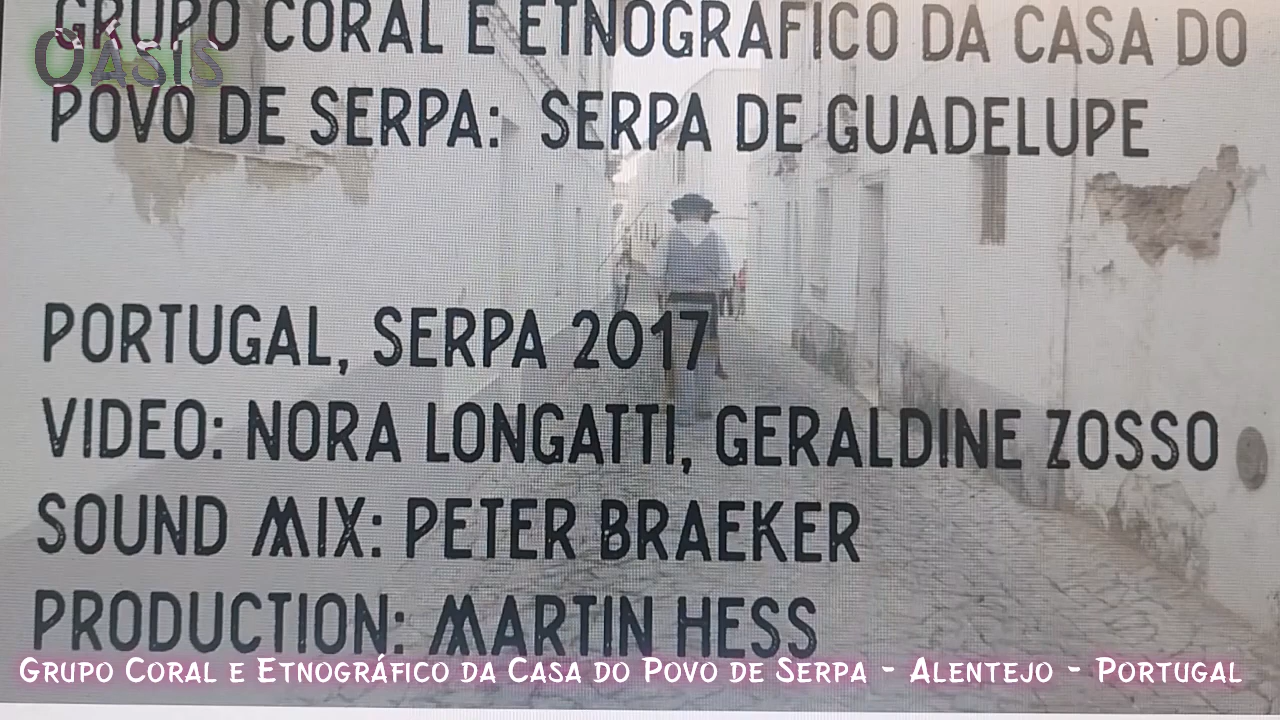 GRUPO CORAL E ETNOGRÁFICO DA CASA DO
Oásis
POVO DE SERPA: SERPA DE GUADELUPE
PORTUGAL, SERPA 2017
VIDEO: NORA LONGATTI, GERALDINE ZOSSO
SOUND MIX: PETER BRAEKER
PRODUCTION: MARTIN HESS
Grupo Coral e Etnográfico da Casa do Povo de Serpa - Alentejo - Portugal